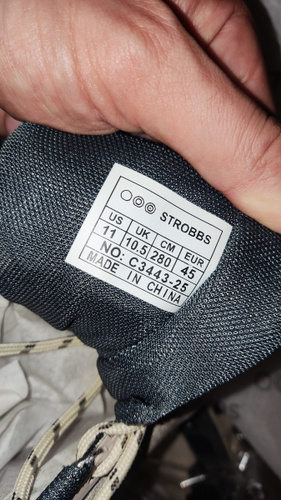 STROBBS
US UK CM EUR
11 10.5 280 45
NO: C3443-25
MADE IN CHINA